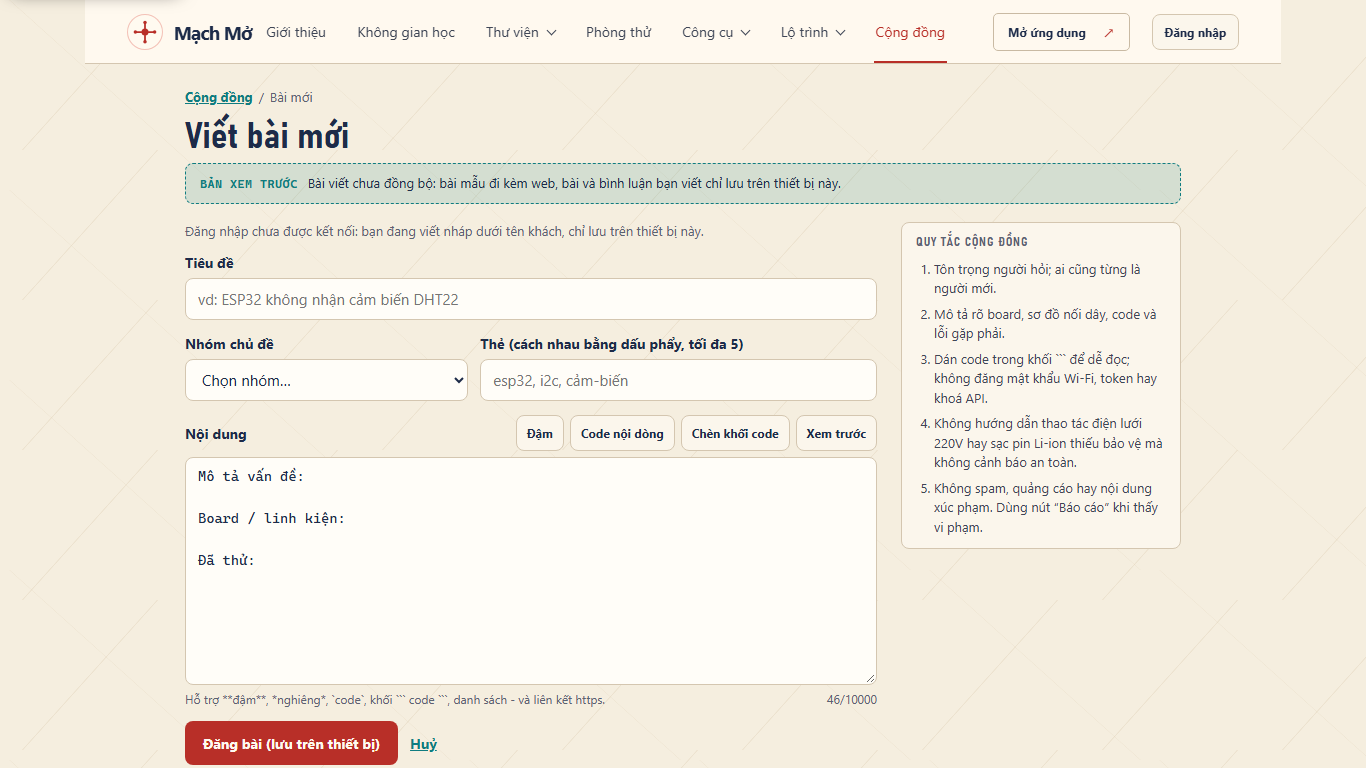 Mạch Mở
Giới thiệu
Không gian học
Thư viện
Phòng thử
Công cụ
Lộ trình
Cộng đồng
Mở ứng dụng ↗
Đăng nhập
Cộng đồng / Bài mới
Viết bài mới
BẢN XEM TRƯỚC Bài viết chưa đồng bộ: bài mẫu đi kèm web, bài và bình luận bạn viết chỉ lưu trên thiết bị này.
Đăng nhập chưa được kết nối: bạn đang viết nháp dưới tên khách, chỉ lưu trên thiết bị này.
Tiêu đề
vd: ESP32 không nhận cảm biến DHT22
Nhóm chủ đề
Thẻ (cách nhau bằng dấu phẩy, tối đa 5)
Chọn nhóm...
esp32, i2c, cảm-biến
Nội dung
Đậm
Code nội dòng
Chèn khối code
Xem trước
Mô tả vấn đề:
Board / linh kiện:
Đã thử:
Hỗ trợ **đậm**, *nghiêng*, `code`, khối ``` code ```, danh sách - và liên kết https.
46/10000
Đăng bài (lưu trên thiết bị)
Huỷ
QUY TẮC CỘNG ĐỒNG
1. Tôn trọng người hỏi; ai cũng từng là
người mới.
2. Mô tả rõ board, sơ đồ nối dây, code và
lỗi gặp phải.
3. Dán code trong khối ``` để dễ đọc;
không đăng mật khẩu Wi-Fi, token hay
khoá API.
4. Không hướng dẫn thao tác điện lưới
220V hay sạc pin Li-ion thiếu bảo vệ mà
không cảnh báo an toàn.
5. Không spam, quảng cáo hay nội dung
xúc phạm. Dùng nút “Báo cáo” khi thấy
vi phạm.